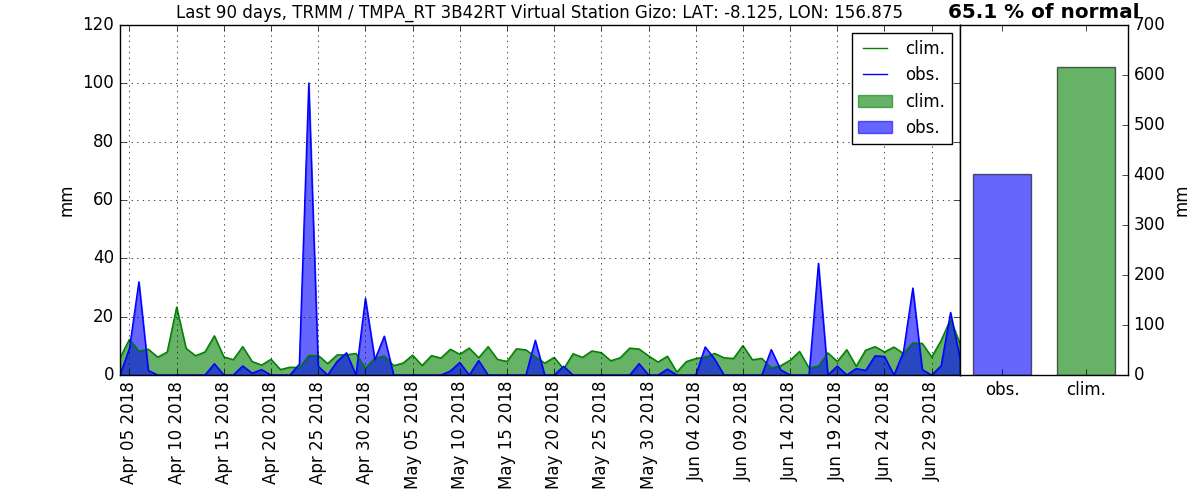 Last 90 days, TRMM / TMPA_RT 3B42RT Virtual Station Gizo: LAT: -8.125, LON: 156.875
65.1 % of normal
120
100
80
60
40
20
0
mm
clim.
obs.
clim.
obs.
Apr 05 2018
Apr 10 2018
Apr 15 2018
Apr 20 2018
Apr 25 2018
Apr 30 2018
May 05 2018
May 10 2018
May 15 2018
May 20 2018
May 25 2018
May 30 2018
Jun 04 2018
Jun 09 2018
Jun 14 2018
Jun 19 2018
Jun 24 2018
Jun 29 2018
700
600
500
400
300
200
100
0
mm
obs.
clim.